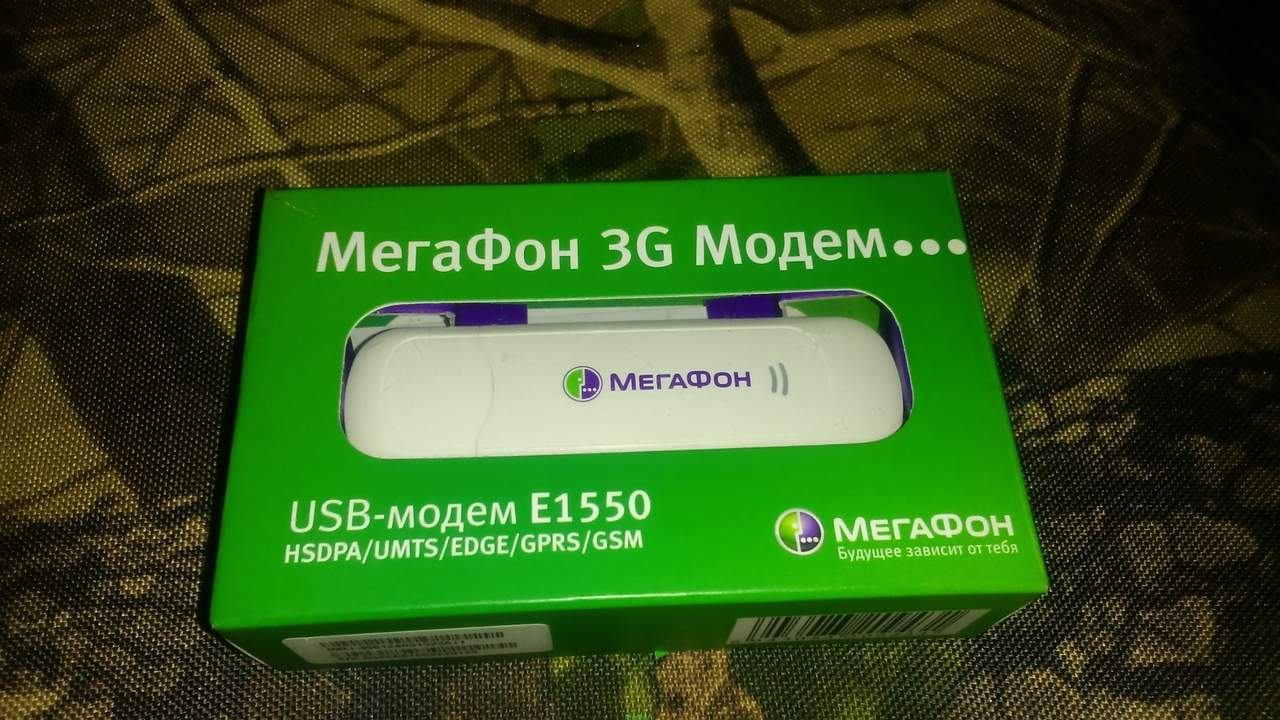 МегаФон 3G Модем...
МЕГАФОН
USB-модем E1550
HSDPA/UMTS/EDGE/GPRS/GSM
МЕГАФОН
Будущее зависит от тебя